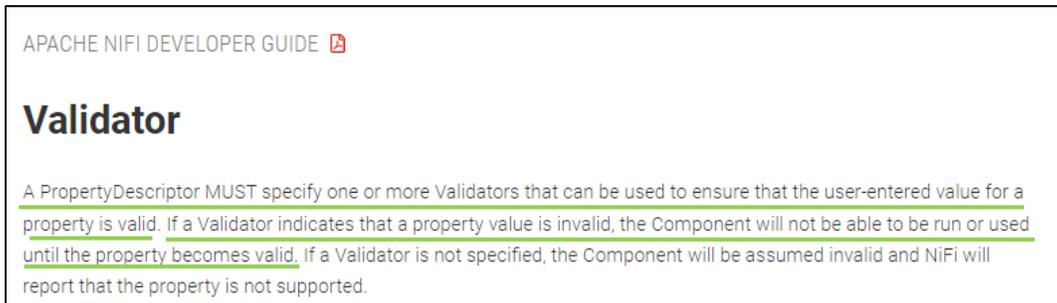 APACHE NIFI DEVELOPER GUIDE
Validator
A PropertyDescriptor MUST specify one or more Validators that can be used to ensure that the user-entered value for a
property is valid. If a Validator indicates that a property value is invalid, the Component will not be able to be run or used
until the property becomes valid. If a Validator is not specified, the Component will be assumed invalid and NiFi will
report that the property is not supported.